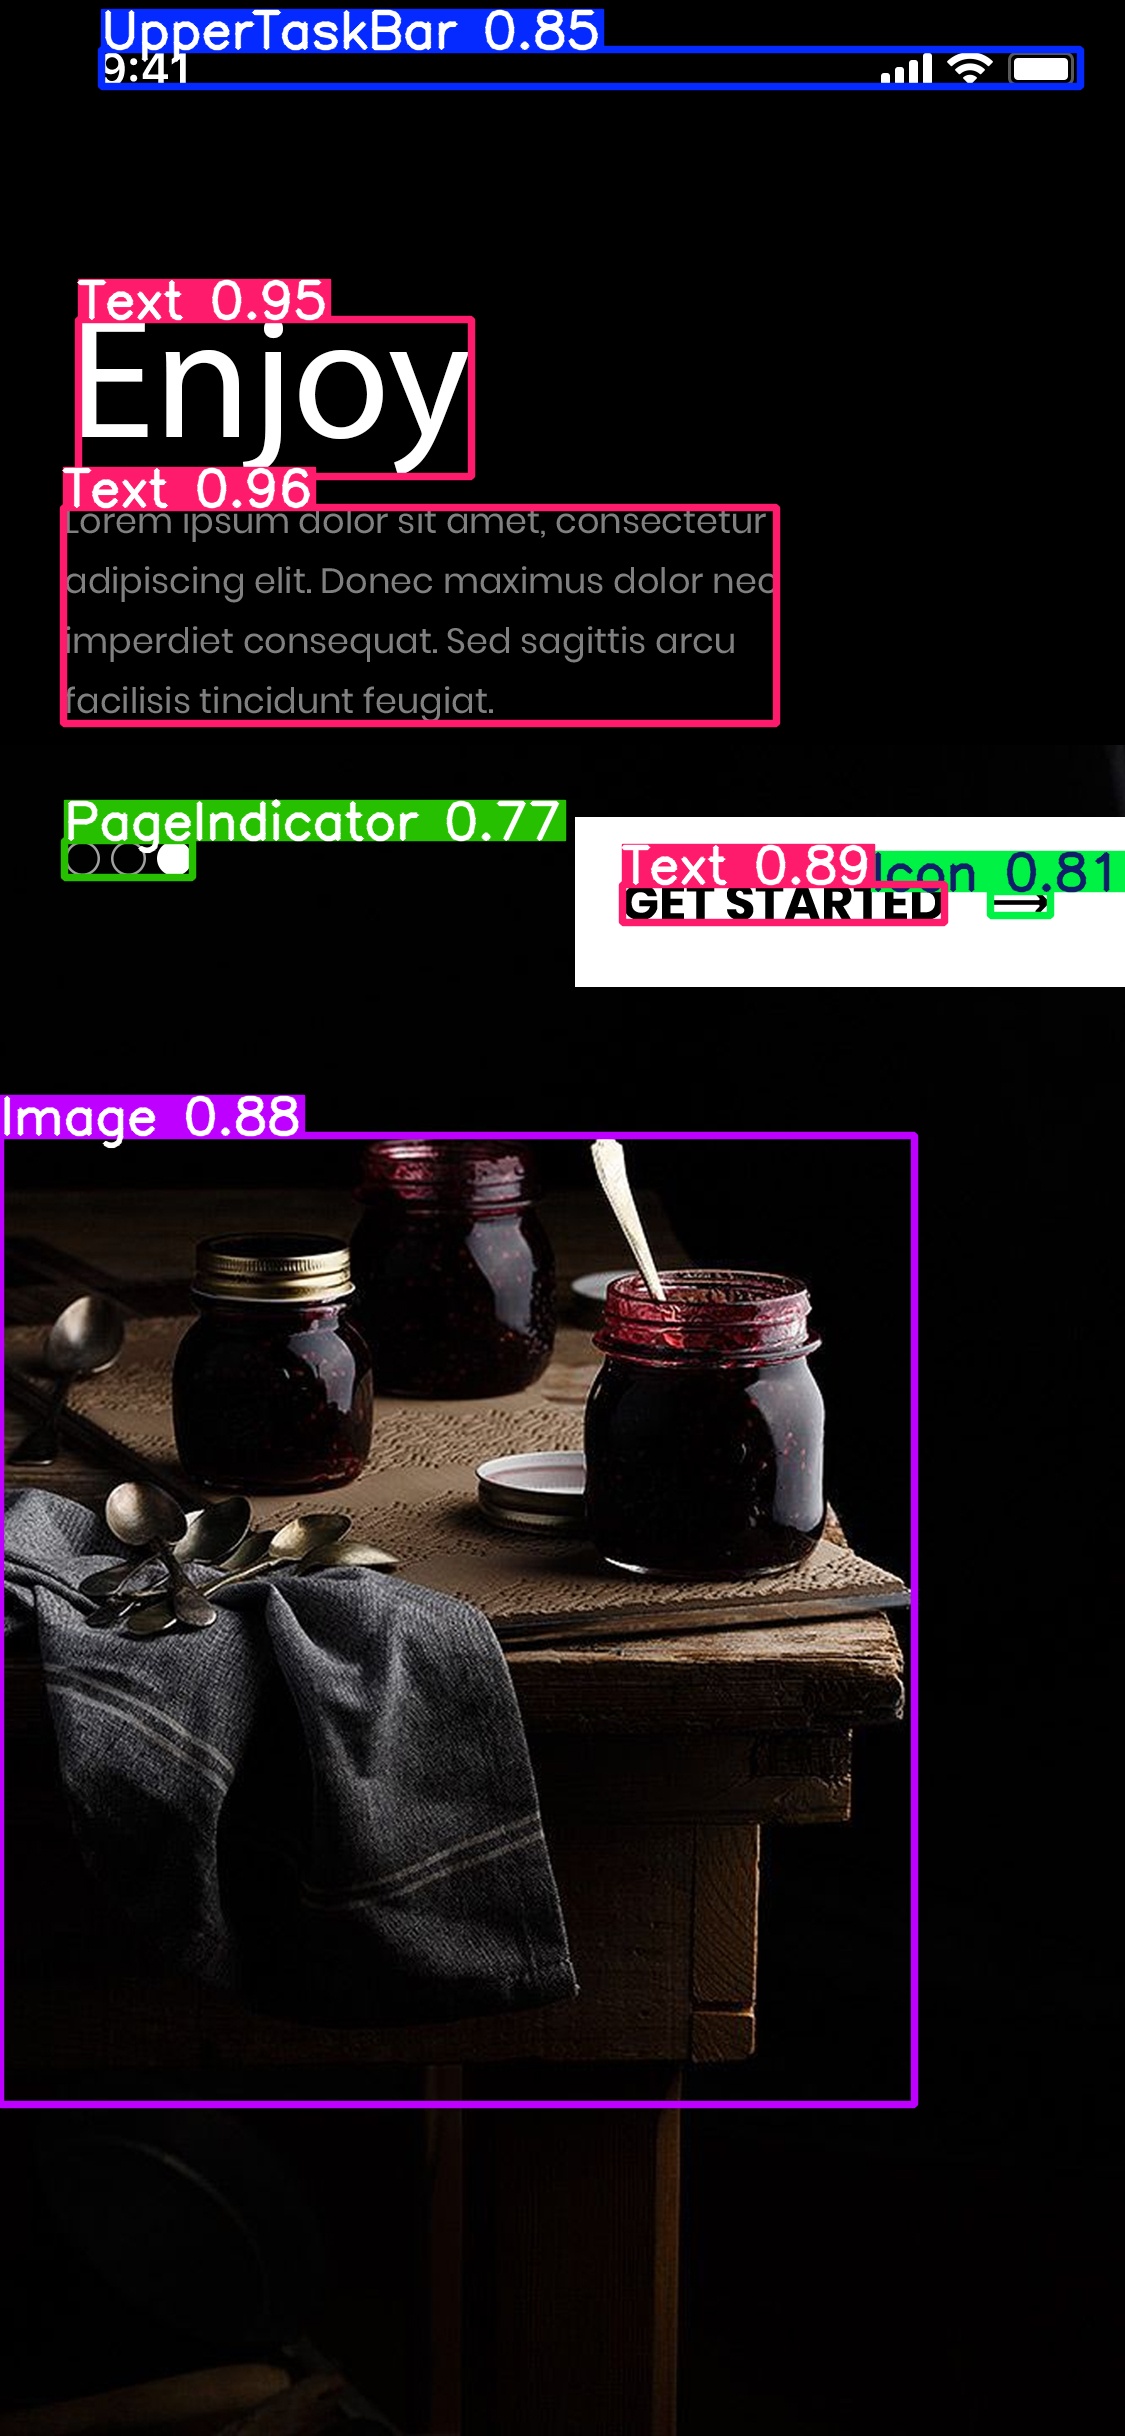 UpperTaskBar 0.85
9:41
Text 0.95
Enjoy
Text 0.96
Lorem ipsum dolor sit amet, consectetur
adipiscing elit. Donec maximus dolor nec
imperdiet consequat. Sed sagittis arcu
facilisis tincidunt feugiat.
PageIndicator 0.77
Text 0.89 Icon 0.81
GET STARTED →
Image 0.88